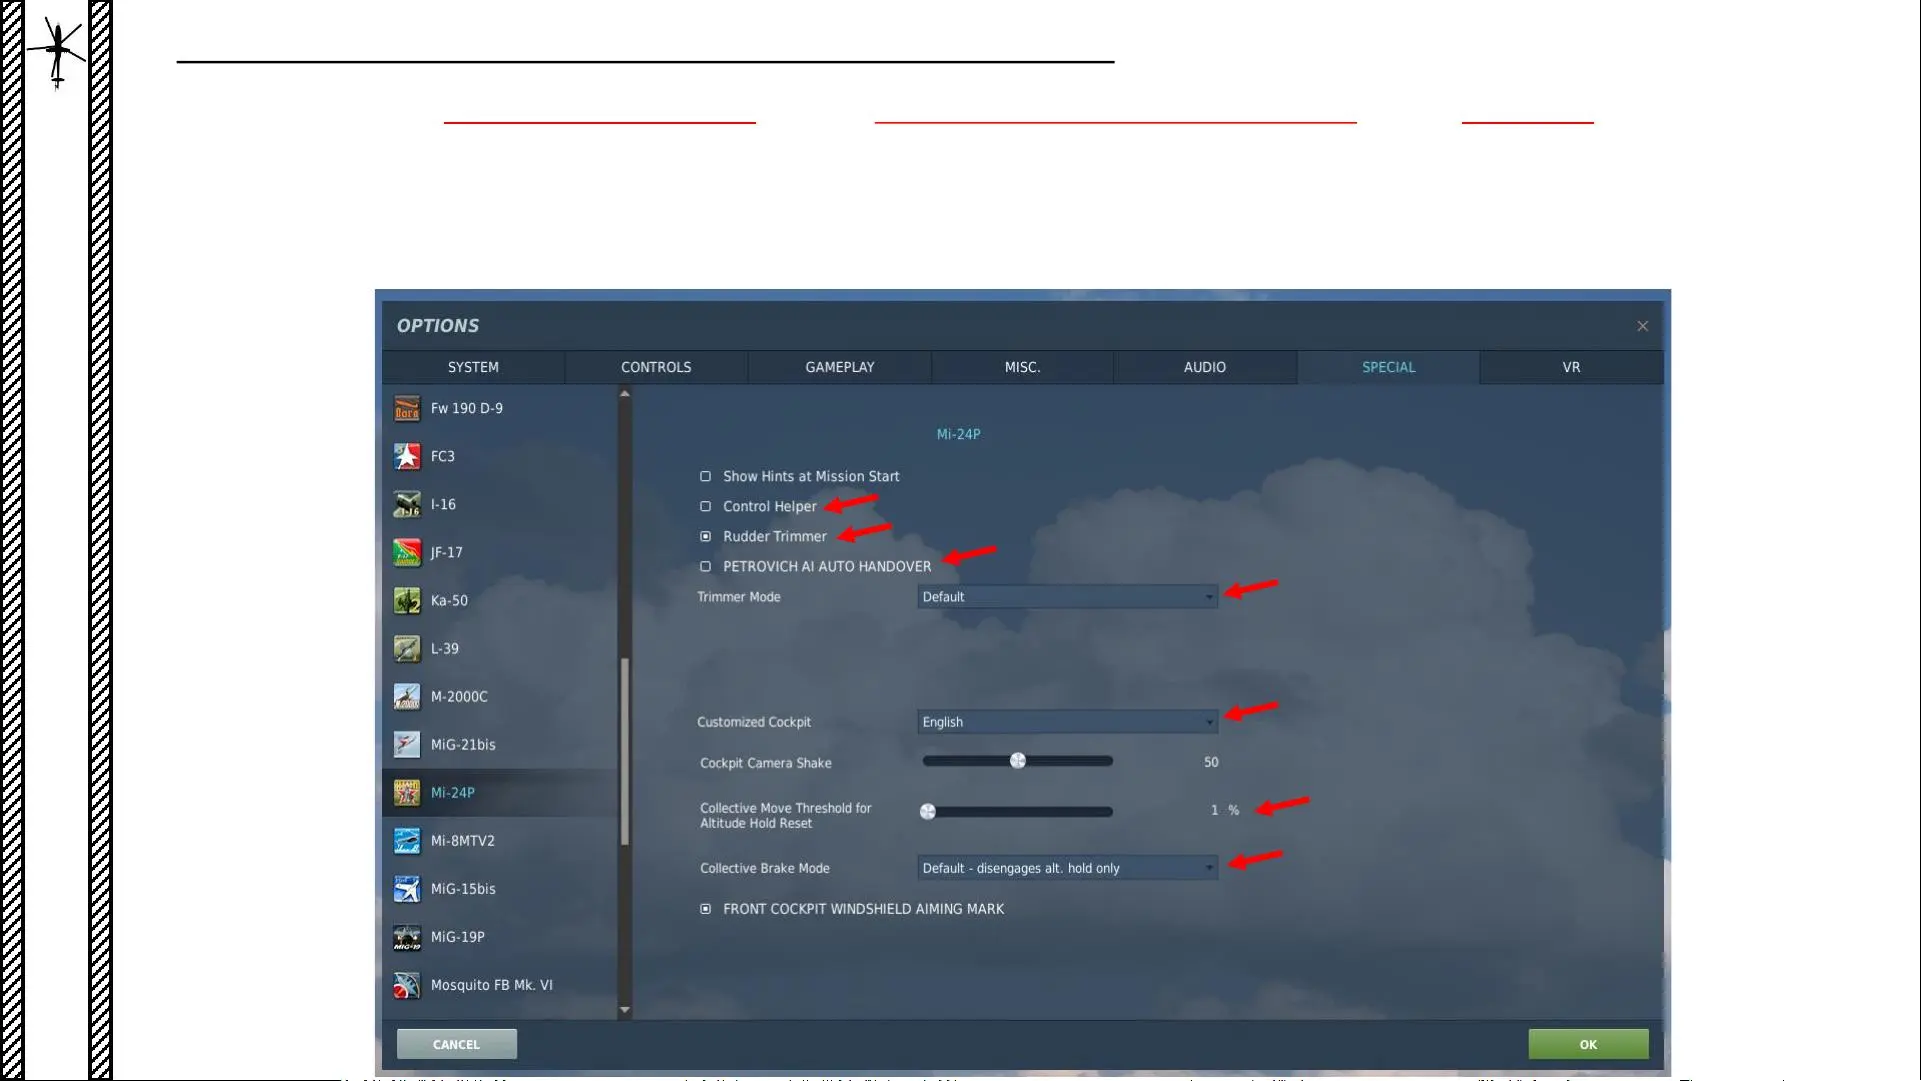 OPTIONS
SYSTEM CONTROLS GAMEPLAY MISC. AUDIO SPECIAL VR
Fw 190 D-9
FC3
I-16
JF-17
Ka-50
L-39
M-2000C
MiG-21bis
Mi-24P
Mi-8MTV2
MiG-15bis
MiG-19P
Mosquito FB Mk. VI
Mi-24P
Show Hints at Mission Start
Control Helper
Rudder Trimmer
PETROVICH AI AUTO HANDOVER
Trimmer Mode Default
Customized Cockpit English
Cockpit Camera Shake 50
Collective Move Threshold for
Altitude Hold Reset 1 %
Collective Brake Mode Default - disengages alt. hold only
FRONT COCKPIT WINDSHIELD AIMING MARK
CANCEL OK